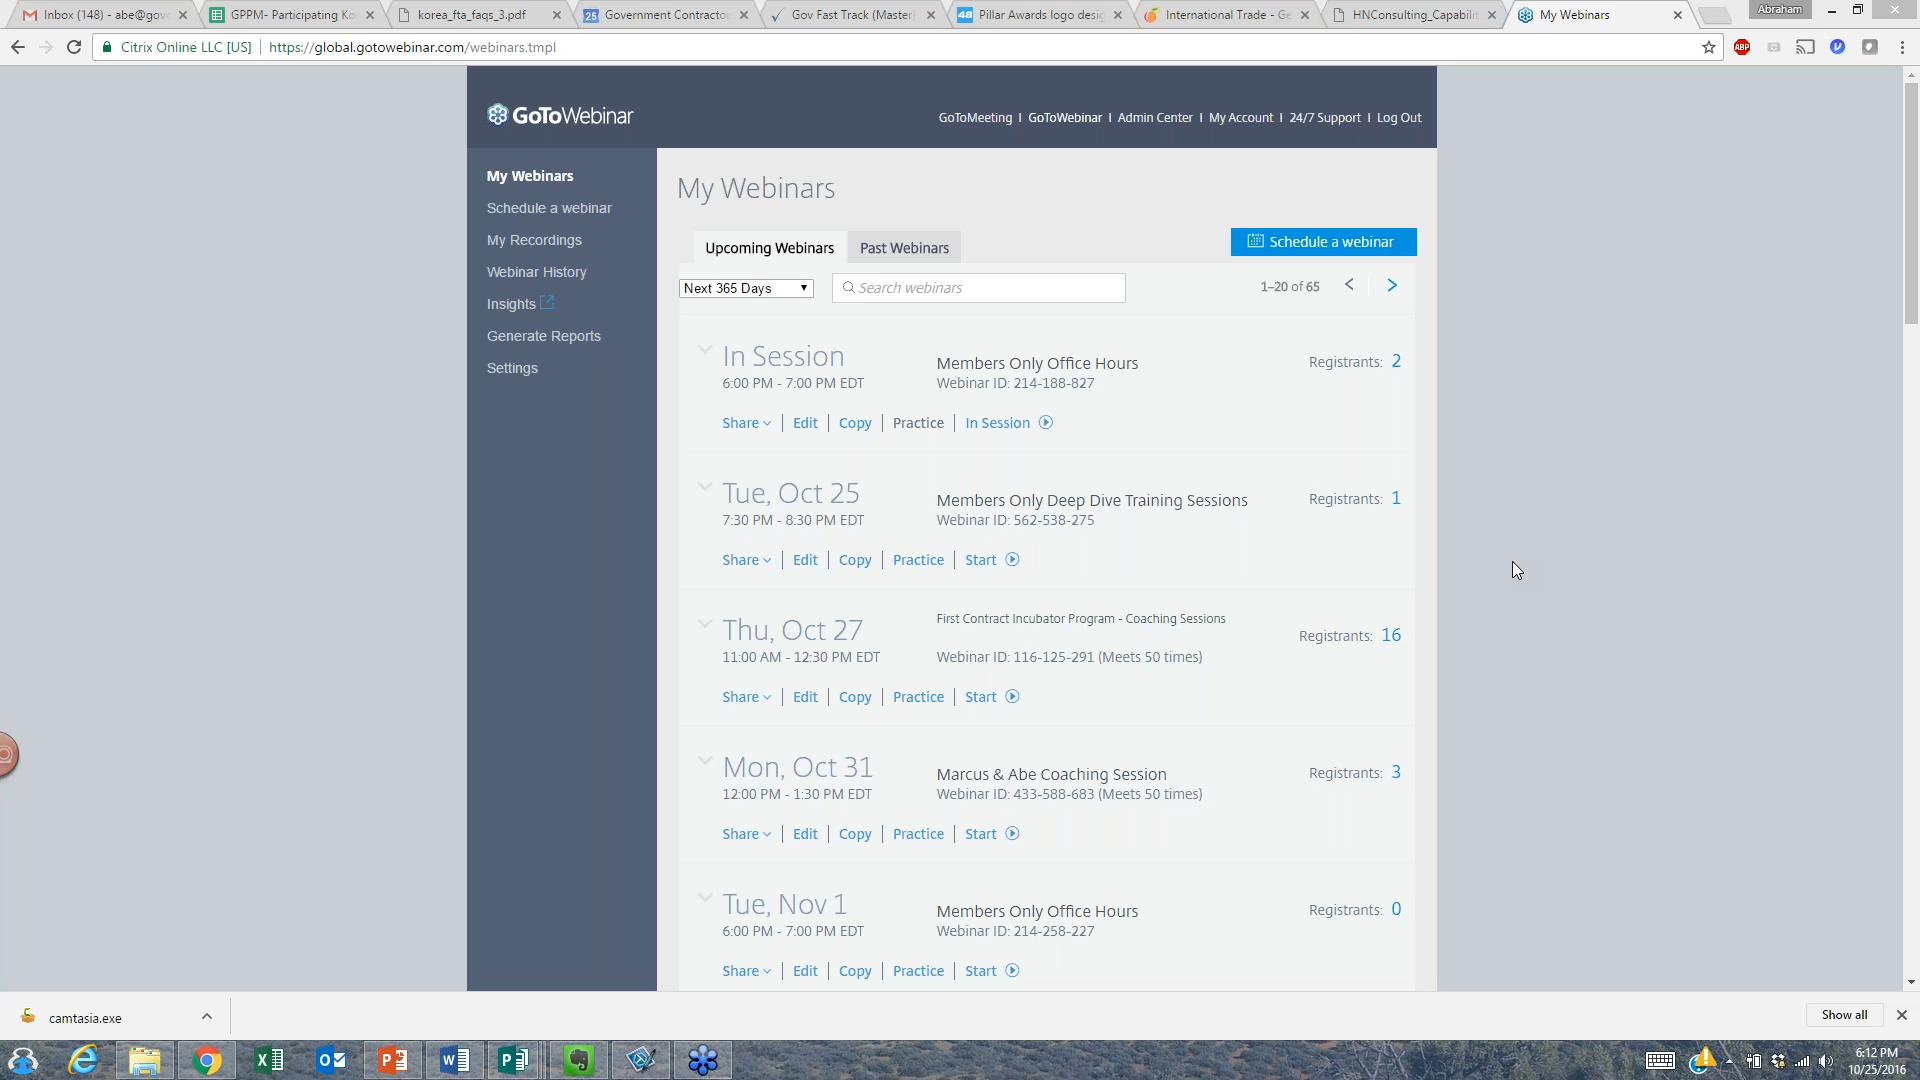 Inbox (148) - abe@gov
GPPM- Participating Ko
korea_fta_faqs_3.pdf
25 Government Contracto
Gov Fast Track (Master)
48 Pillar Awards logo desig
International Trade - Ge
HNConsulting_Capabilit
My Webinars
Abraham
Citrix Online LLC [US] https://global.gotowebinar.com/webinars.tmpl
ABP
GoToWebinar
GoToMeeting | GoToWebinar | Admin Center | My Account | 24/7 Support | Log Out
My Webinars
Schedule a webinar
My Recordings
Webinar History
Insights
Generate Reports
Settings
My Webinars
Upcoming Webinars Past Webinars
Schedule a webinar
Next 365 Days
Search webinars
1–20 of 65
In Session
6:00 PM - 7:00 PM EDT
Members Only Office Hours
Webinar ID: 214-188-827
Registrants: 2
Share | Edit | Copy | Practice | In Session
Tue, Oct 25
7:30 PM - 8:30 PM EDT
Members Only Deep Dive Training Sessions
Webinar ID: 562-538-275
Registrants: 1
Share | Edit | Copy | Practice | Start
Thu, Oct 27
11:00 AM - 12:30 PM EDT
First Contract Incubator Program - Coaching Sessions
Webinar ID: 116-125-291 (Meets 50 times)
Registrants: 16
Share | Edit | Copy | Practice | Start
Mon, Oct 31
12:00 PM - 1:30 PM EDT
Marcus & Abe Coaching Session
Webinar ID: 433-588-683 (Meets 50 times)
Registrants: 3
Share | Edit | Copy | Practice | Start
Tue, Nov 1
6:00 PM - 7:00 PM EDT
Members Only Office Hours
Webinar ID: 214-258-227
Registrants: 0
Share | Edit | Copy | Practice | Start
camtasia.exe
Show all
6:12 PM
10/25/2016